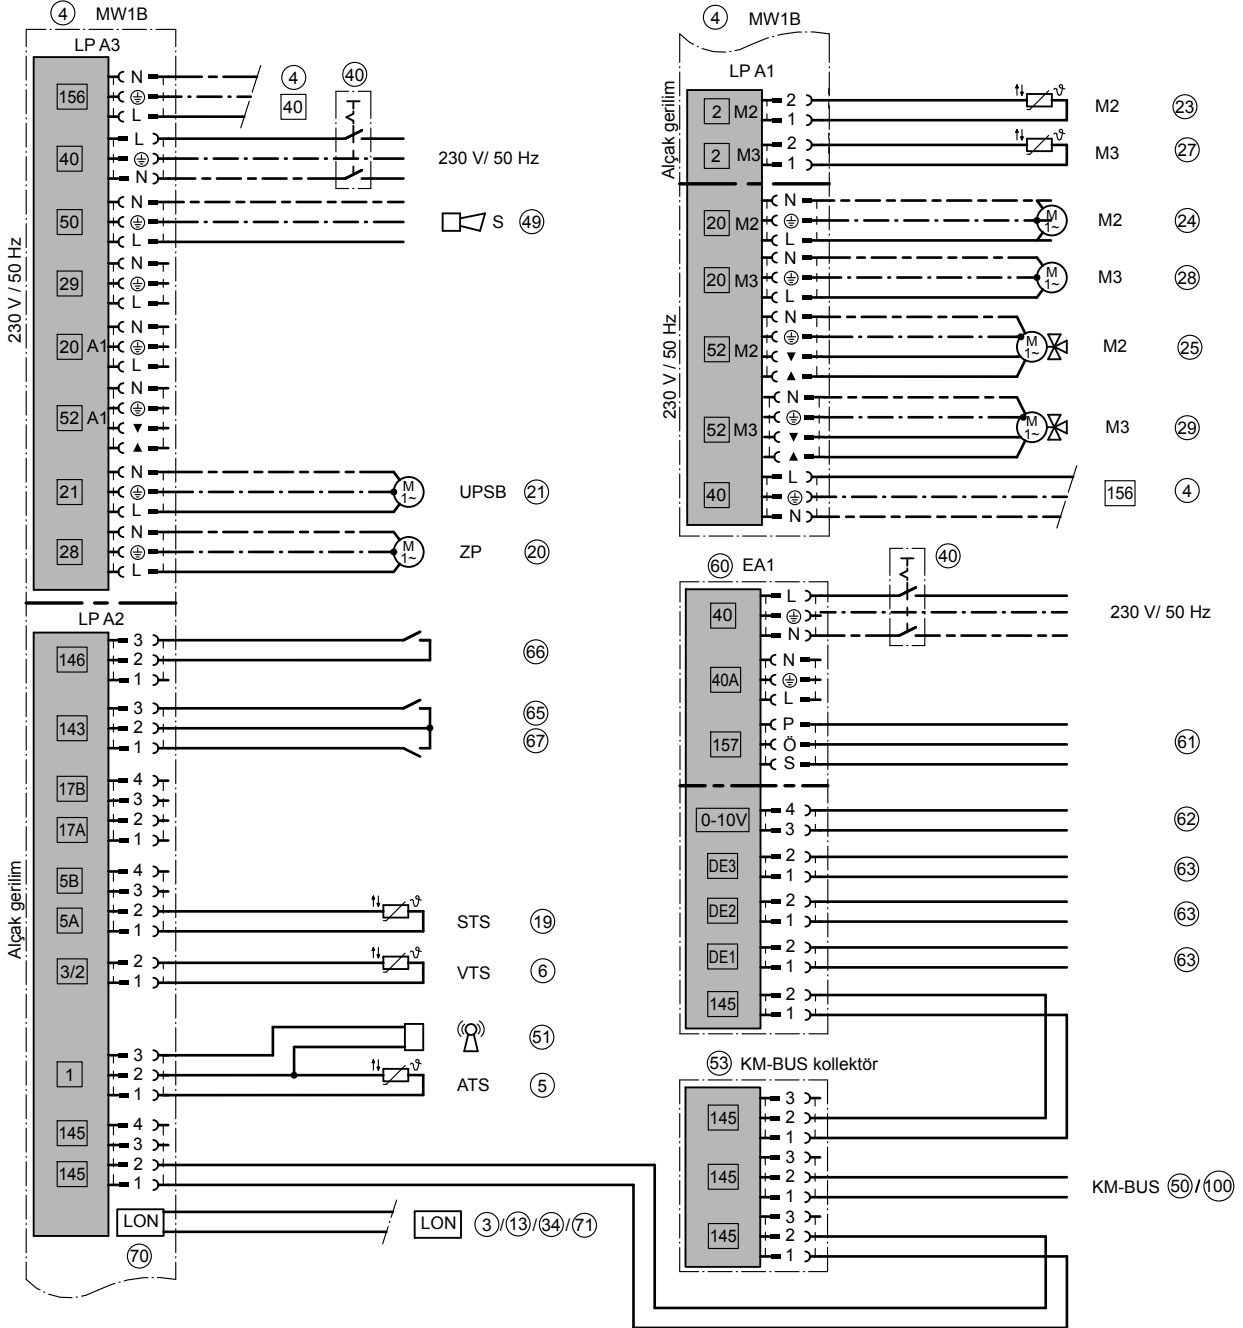 4 MW1B
LP A3
230 V / 50 Hz
156 N
L
4
40
40
40 L
N
230 V/ 50 Hz
50 N
L
S 49
29 N
L
20 A1 N
L
52 A1 N
21 N
L
M
1~
UPSB 21
28 N
L
M
1~
ZP 20
LP A2
Alçak gerilim
146 3
2
1
66
143 3
2
1
65
67
17B 4
3
17A 2
1
5B 4
3
5A 2
1
ϑ
STS 19
3/2 2
1
ϑ
VTS 6
51
1 3
2
1
ϑ
ATS 5
145 4
3
145 2
1
LON
70
LON 3/13/34/71
4 MW1B
LP A1
Alçak gerilim
2 M2 2
1
ϑ
M2 23
2 M3 2
1
ϑ
M3 27
230 V / 50 Hz
20 M2 N
L
M
1~
M2 24
20 M3 N
L
M
1~
M3 28
52 M2 N
M
1~
M2 25
52 M3 N
M
1~
M3 29
40 L
N
156 4
60 EA1
40
40 L
N
230 V/ 50 Hz
40A N
L
157 P
Ö
S
61
0-10V 4
3
62
DE3 2
1
63
DE2 2
1
63
DE1 2
1
63
145 2
1
53 KM-BUS kollektör
145 3
2
1
145 3
2
1
KM-BUS 50/100
145 3
2
1